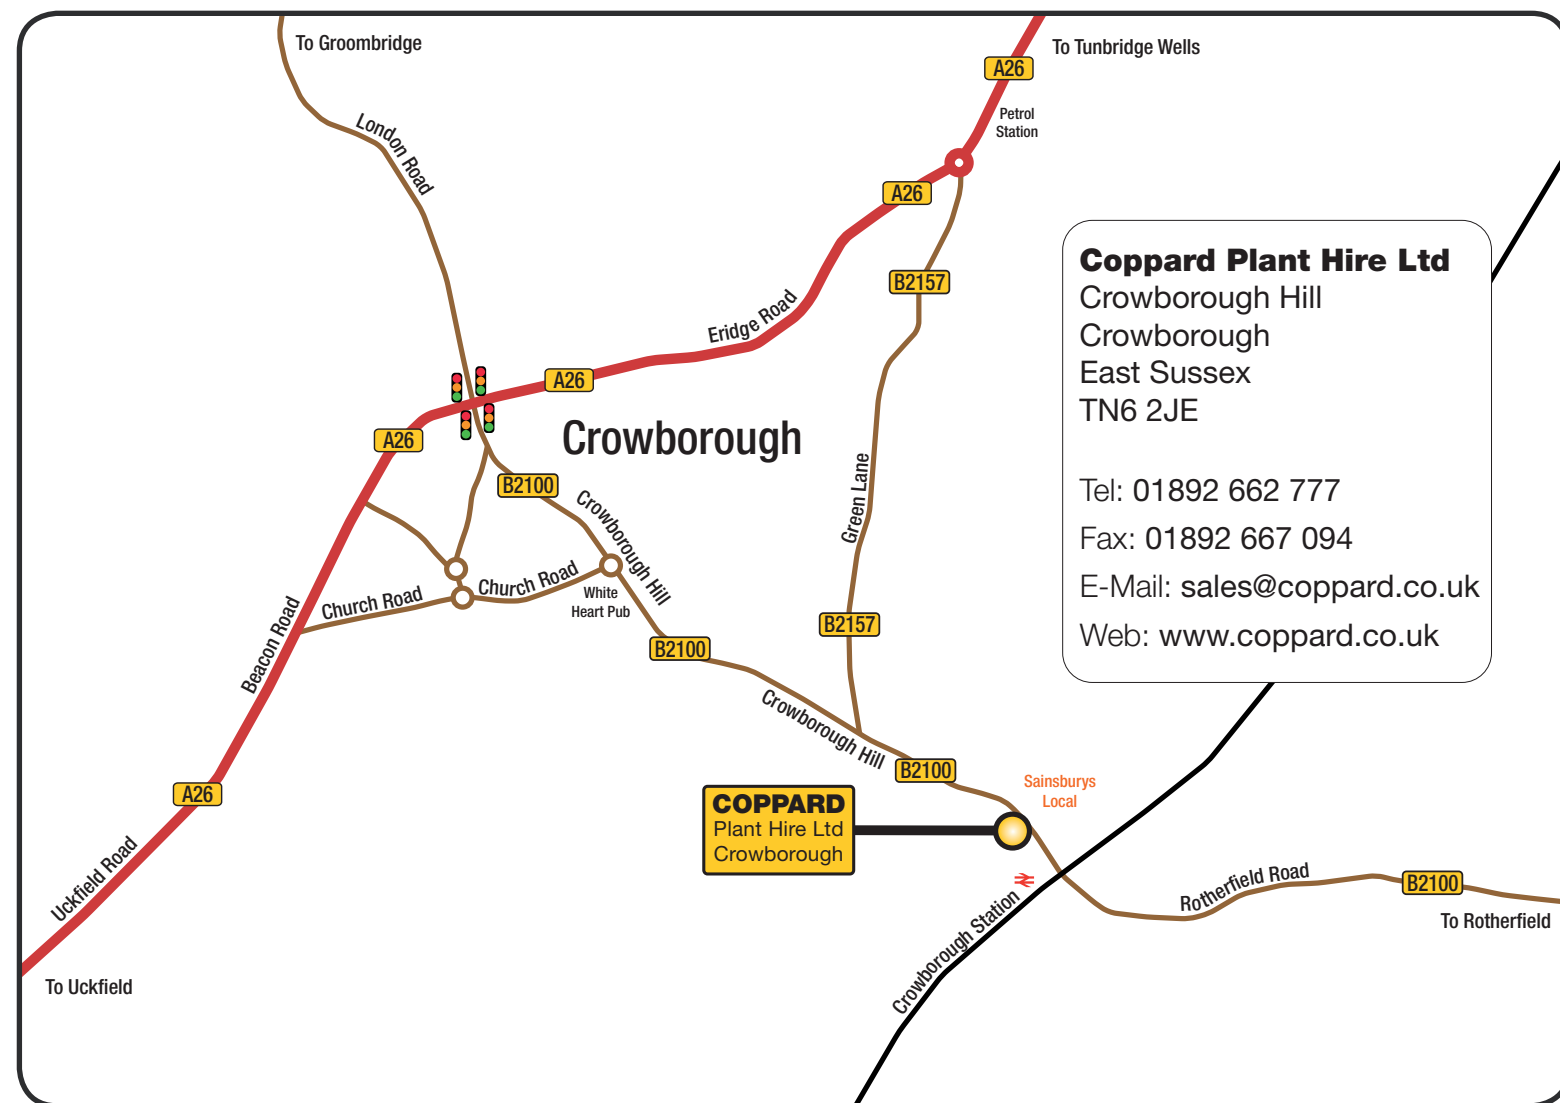 To Groombridge
To Tunbridge Wells
A26
Petrol
Station
London Road
A26
B2157
Coppard Plant Hire Ltd
Crowborough Hill
Crowborough
East Sussex
TN6 2JE
Tel: 01892 662 777
Fax: 01892 667 094
E-Mail: sales@coppard.co.uk
Web: www.coppard.co.uk
Eridge Road
A26
A26
Crowborough
B2100
Crowborough Hill
Green Lane
Church Road
Church Road
White
Heart Pub
Beacon Road
B2157
B2100
Crowborough Hill
B2100
A26
Sainsburys
Local
COPPARD
Plant Hire Ltd
Crowborough
Uckfield Road
Crowborough Station
Rotherfield Road
B2100
To Rotherfield
To Uckfield